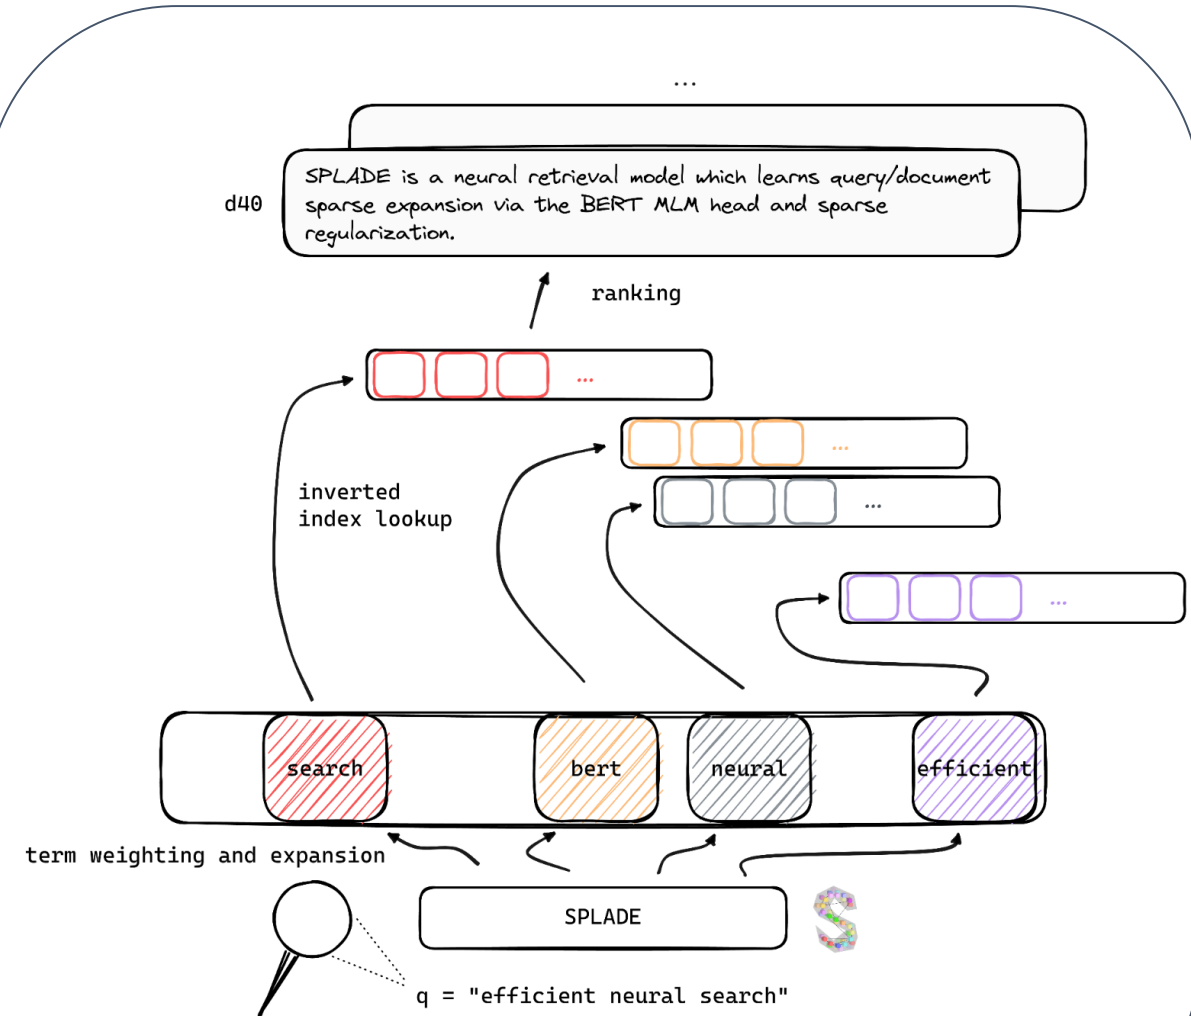 ...
SPLADE is a neural retrieval model which learns query/document
d40
sparse expansion via the BERT MLM head and sparse
regularization.
ranking
...
...
inverted
index lookup
...
...
search
bert
neural
efficient
term weighting and expansion
SPLADE
S
q = "efficient neural search"